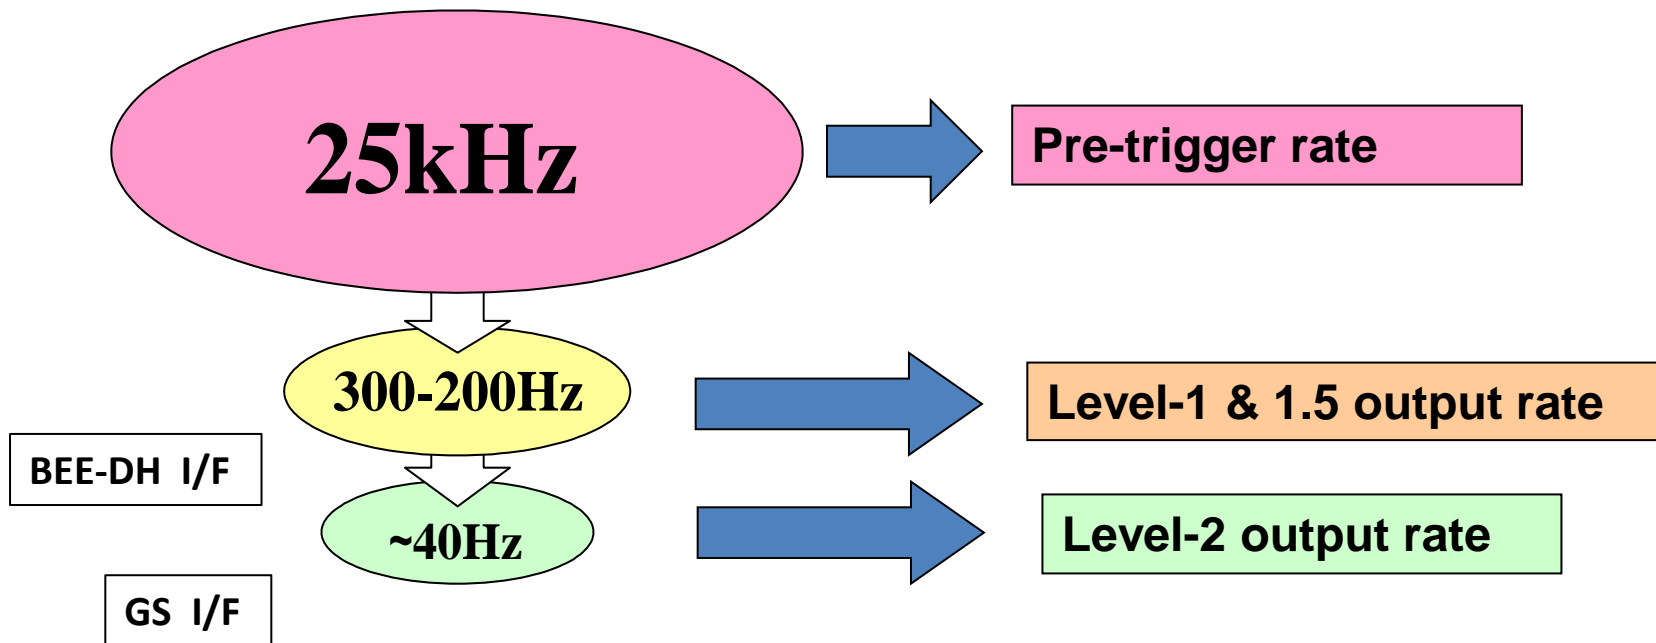 25kHz
Pre-trigger rate
300-200Hz
Level-1 & 1.5 output rate
BEE-DH I/F
~40Hz
Level-2 output rate
GS I/F